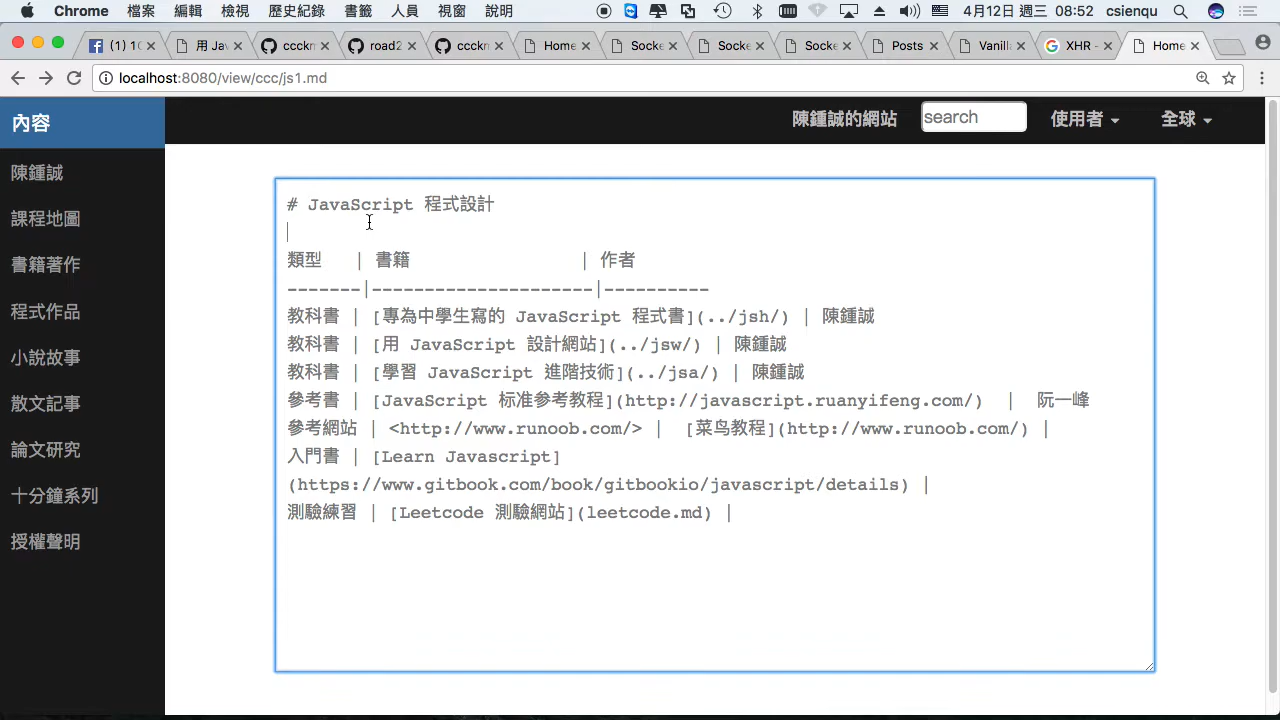 Chrome 檔案 編輯 檢視 歷史紀錄 書籤 人員 視窗 說明 4月12日 週三 08:52 csienqu
(1) 1( 用 Jav ccckn road2 ccckn Home Socke Socke Socke Posts Vanilla XHR - Home
localhost:8080/view/ccc/js1.md
內容
陳鍾誠的網站 search 使用者 全球
陳鍾誠
課程地圖
書籍著作
程式作品
小說故事
散文記事
論文研究
十分鐘系列
授權聲明
# JavaScript 程式設計
類型 | 書籍 | 作者
-------|---------------------|----------
教科書 | [專為中學生寫的 JavaScript 程式書](../jsh/) | 陳鍾誠
教科書 | [用 JavaScript 設計網站](../jsw/) | 陳鍾誠
教科書 | [學習 JavaScript 進階技術](../jsa/) | 陳鍾誠
參考書 | [JavaScript 标准参考教程](http://javascript.ruanyifeng.com/) | 阮一峰
參考網站 | <http://www.runoob.com/> | [菜鸟教程](http://www.runoob.com/) |
入門書 | [Learn Javascript]
(https://www.gitbook.com/book/gitbookio/javascript/details) |
測驗練習 | [Leetcode 測驗網站](leetcode.md) |